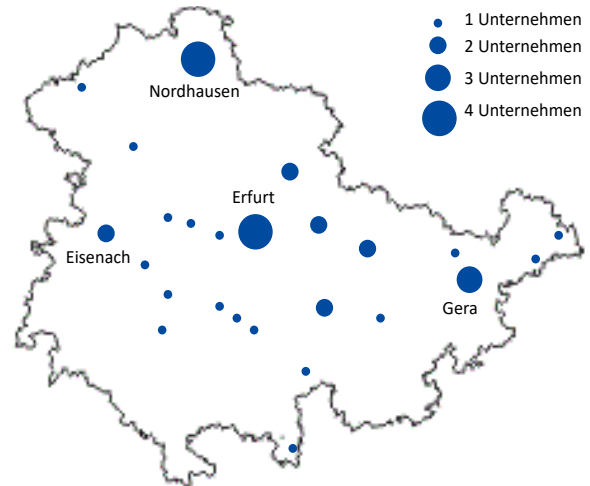 1 Unternehmen
2 Unternehmen
3 Unternehmen
4 Unternehmen
Nordhausen
Erfurt
Eisenach
Gera